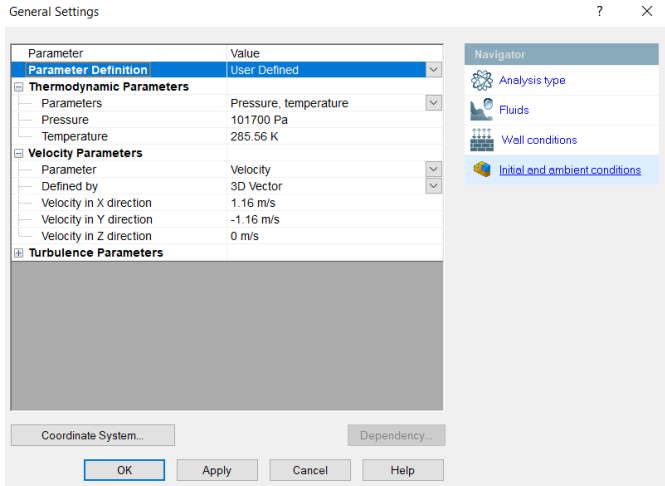 General Settings ? ×
Parameter Value
Parameter Definition User Defined
Thermodynamic Parameters
Parameters Pressure, temperature
Pressure 101700 Pa
Temperature 285.56 K
Velocity Parameters
Parameter Velocity
Defined by 3D Vector
Velocity in X direction 1.16 m/s
Velocity in Y direction -1.16 m/s
Velocity in Z direction 0 m/s
Turbulence Parameters
Navigator
Analysis type
Fluids
Wall conditions
Initial and ambient conditions
Coordinate System... Dependency...
OK Apply Cancel Help